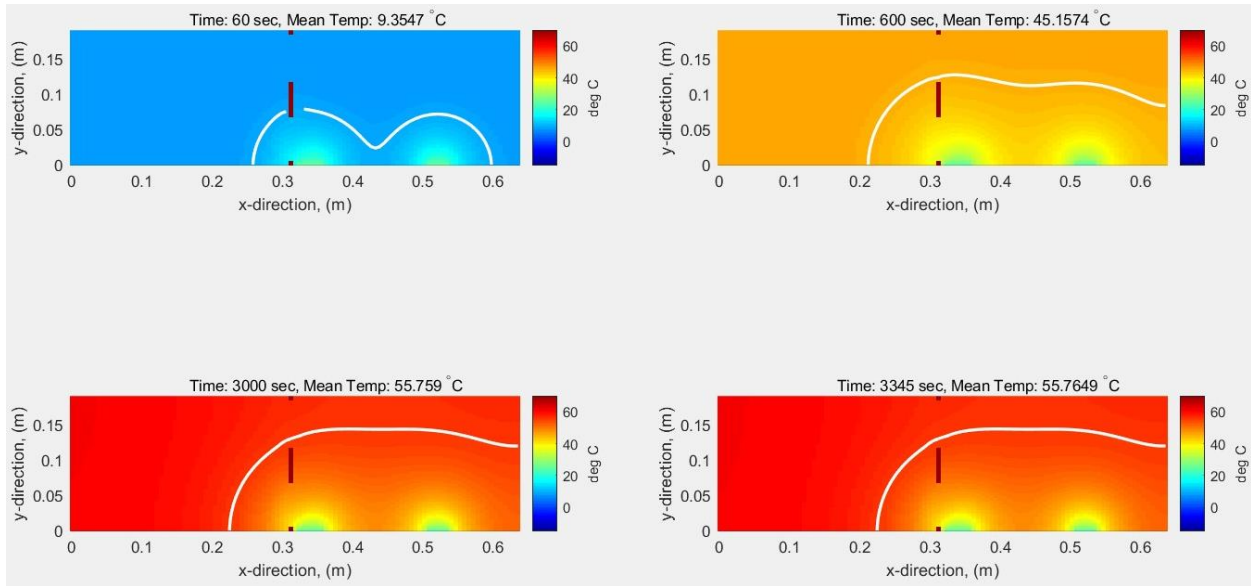 Time: 60 sec, Mean Temp: 9.3547 °C
y-direction, (m)
0.15
0.1
0.05
0
0 0.1 0.2 0.3 0.4 0.5 0.6
x-direction, (m)
60
40
20
0
deg C
Time: 600 sec, Mean Temp: 45.1574 °C
y-direction, (m)
0.15
0.1
0.05
0
0 0.1 0.2 0.3 0.4 0.5 0.6
x-direction, (m)
60
40
20
0
deg C
Time: 3000 sec, Mean Temp: 55.759 °C
y-direction, (m)
0.15
0.1
0.05
0
0 0.1 0.2 0.3 0.4 0.5 0.6
x-direction, (m)
60
40
20
0
deg C
Time: 3345 sec, Mean Temp: 55.7649 °C
y-direction, (m)
0.15
0.1
0.05
0
0 0.1 0.2 0.3 0.4 0.5 0.6
x-direction, (m)
60
40
20
0
deg C